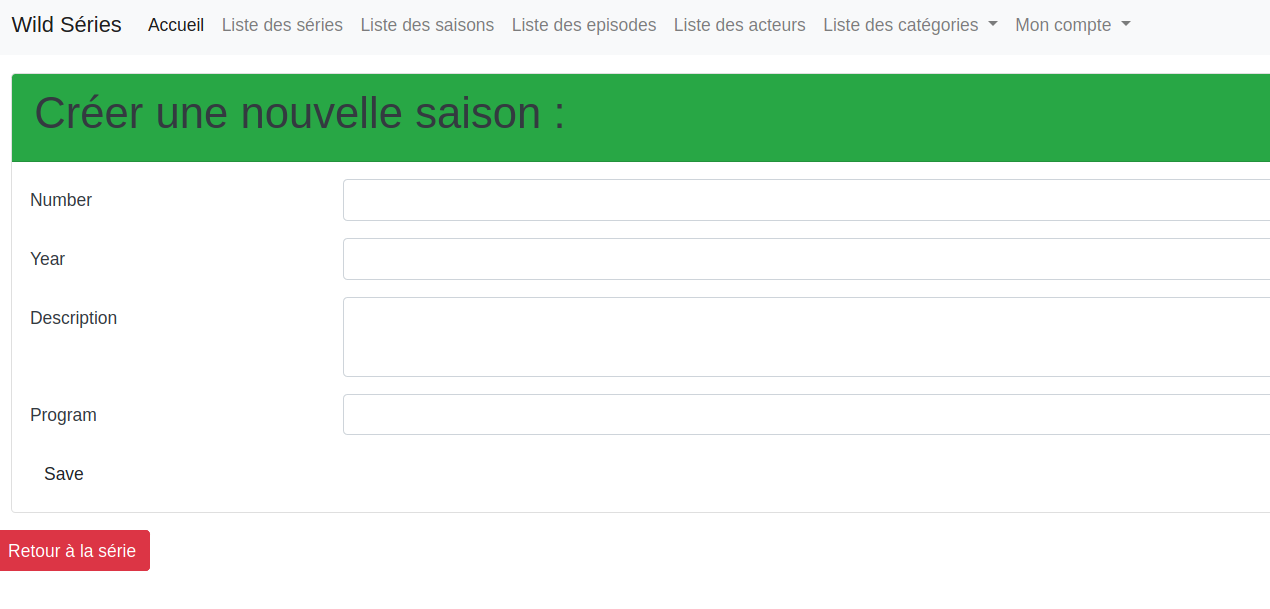 Wild Séries Accueil Liste des séries Liste des saisons Liste des episodes Liste des acteurs Liste des catégories Mon compte
Créer une nouvelle saison :
Number
Year
Description
Program
Save
Retour à la série